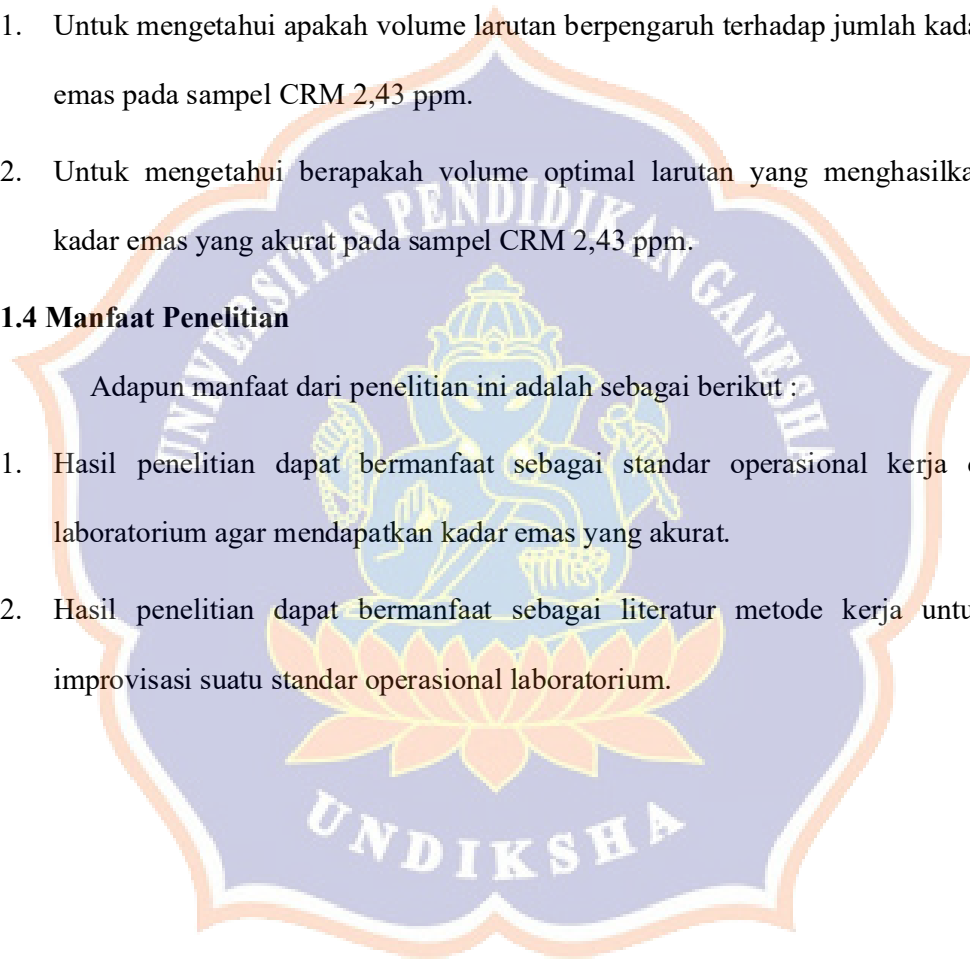 1. Untuk mengetahui apakah volume larutan berpengaruh terhadap jumlah kada
emas pada sampel CRM 2,43 ppm.
2. Untuk mengetahui berapakah volume optimal larutan yang menghasilka
kadar emas yang akurat pada sampel CRM 2,43 ppm.
1.4 Manfaat Penelitian
Adapun manfaat dari penelitian ini adalah sebagai berikut :
1. Hasil penelitian dapat bermanfaat sebagai standar operasional kerja
laboratorium agar mendapatkan kadar emas yang akurat.
2. Hasil penelitian dapat bermanfaat sebagai literatur metode kerja untu
improvisasi suatu standar operasional laboratorium.
UNIVERSITAS PENDIDIKAN GANESHA
UNDIKSHA